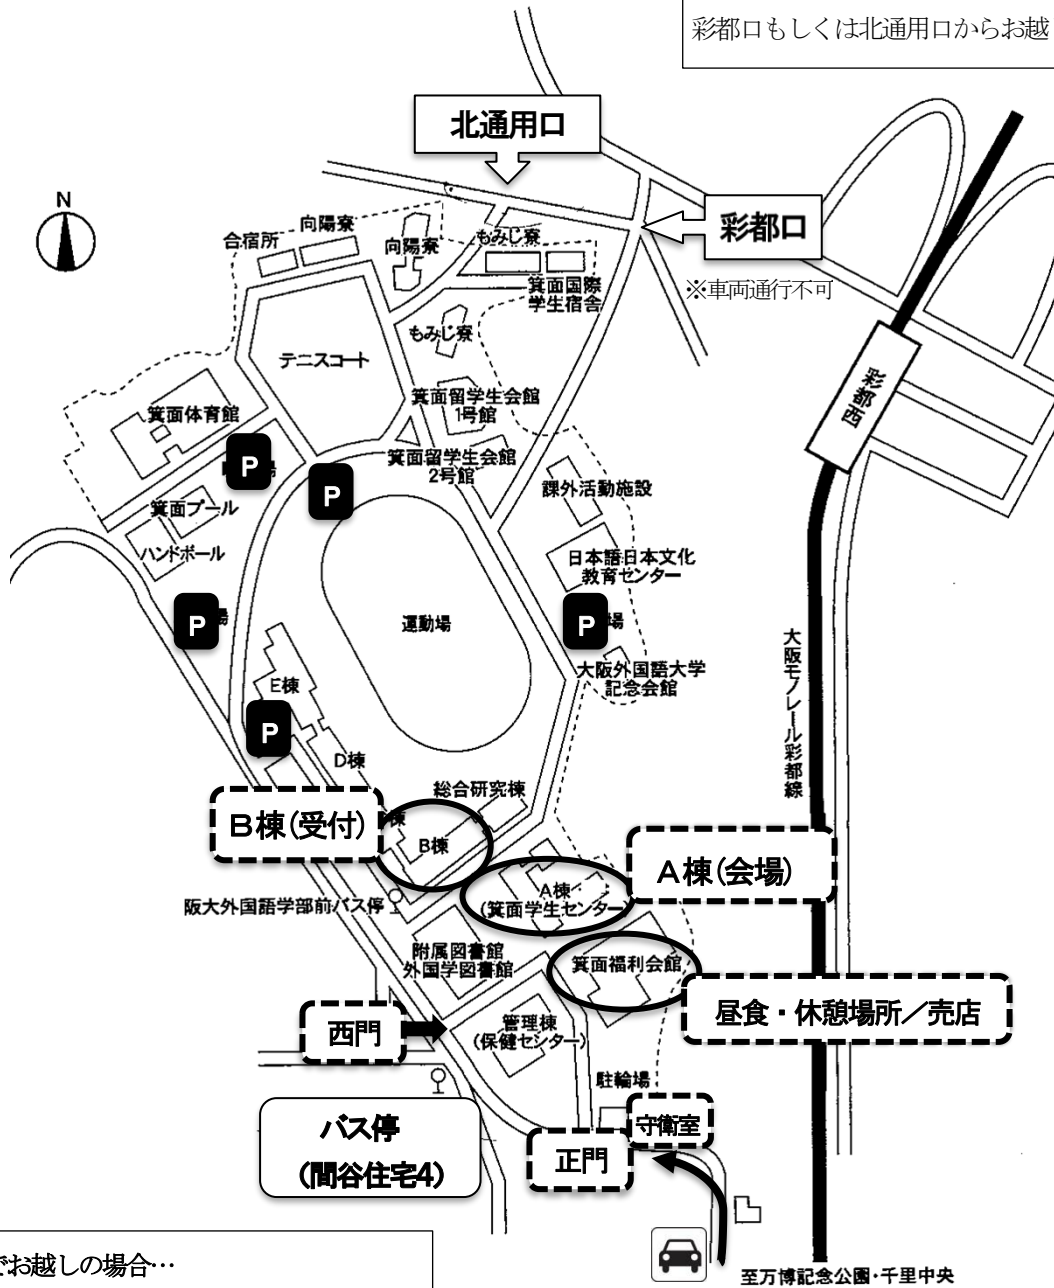 彩都口もしくは北通用口からお越
北通用口
N
彩都口
※車両通行不可
合宿所
向陽寮
向陽寮
もみじ寮
箕面国際
学生宿舎
もみじ寮
テニスコート
彩都西
箕面体育館
箕面留学生会館
1号館
箕面留学生会館
2号館
P
場
P
課外活動施設
箕面プール
ハンドボール
日本語日本文化
教育センター
P
場
運動場
P
場
大阪外国語大学
記念会館
大阪モノレール彩都線
E棟
P
D棟
総合研究棟
B棟(受付)
棟
B棟
A棟(会場)
A棟
(箕面学生センター)
阪大外国語学部前バス停
附属図書館
外国学図書館
箕面福利会館
昼食・休憩場所／売店
西門
管理棟
(保健センター)
駐輪場
守衛室
バス停
(間谷住宅4)
正門
でお越しの場合…
至万博記念公園・千里中央